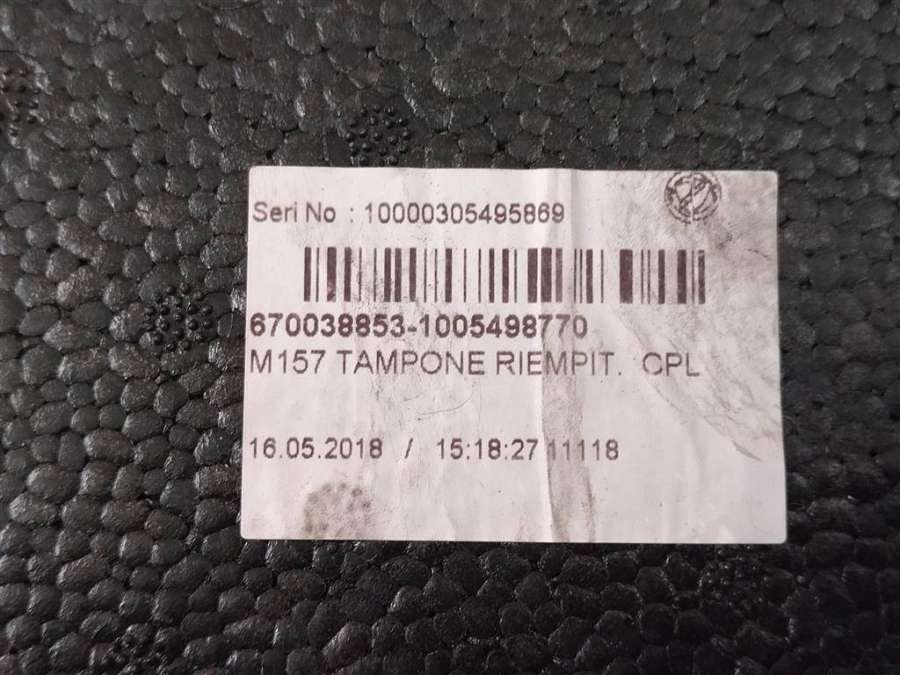 Seri No : 10000305495869
670038853-1005498770
M157 TAMPONE RIEMPIT. CPL
16.05.2018 / 15:18:27 11118